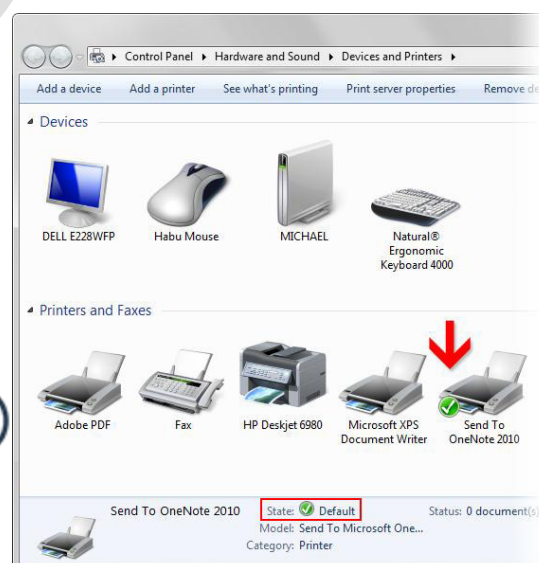 Control Panel Hardware and Sound Devices and Printers
Add a device Add a printer See what's printing Print server properties Remove
Devices
DELL E228WFP
Habu Mouse
MICHAEL
Natural®
Ergonomic
Keyboard 4000
Printers and Faxes
Adobe PDF
Fax
HP Deskjet 6980
Microsoft XPS
Document Writer
Send To
OneNote 2010
Send To OneNote 2010 State: Default Status: 0 document(s)
Model: Send To Microsoft One...
Category: Printer